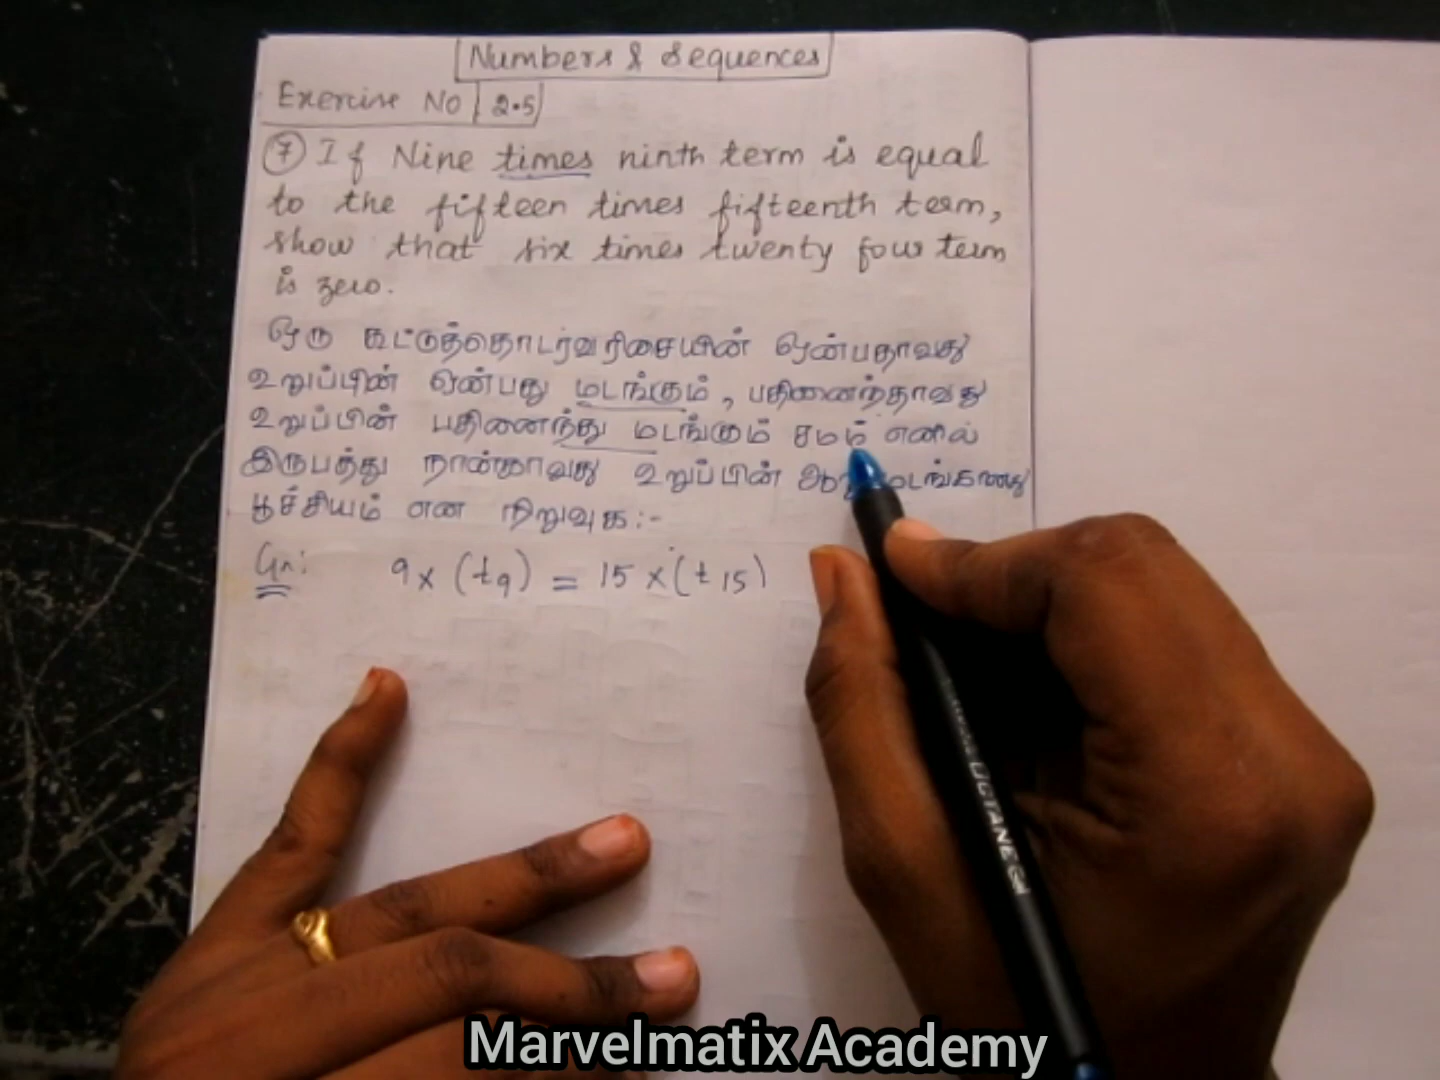 Numbers & Sequences
Exercise No 2.5
7 If Nine times ninth term is equal
to the fifteen times fifteenth term,
show that six times twenty four term
is zero.
ஒரு கூட்டுத்தொடர்வரிசையின் ஒன்பதாவது
உறுப்பின் ஒன்பது மடங்கும், பதினைந்தாவது
உறுப்பின் பதினைந்து மடங்கும் சமம் எனில்
இருபத்து நான்காவது உறுப்பின்
பூச்சியம் என நிறுவுக:-
Gn: 9 × (t9) = 15 × (t15)
OCTANE
Marvelmatix Academy